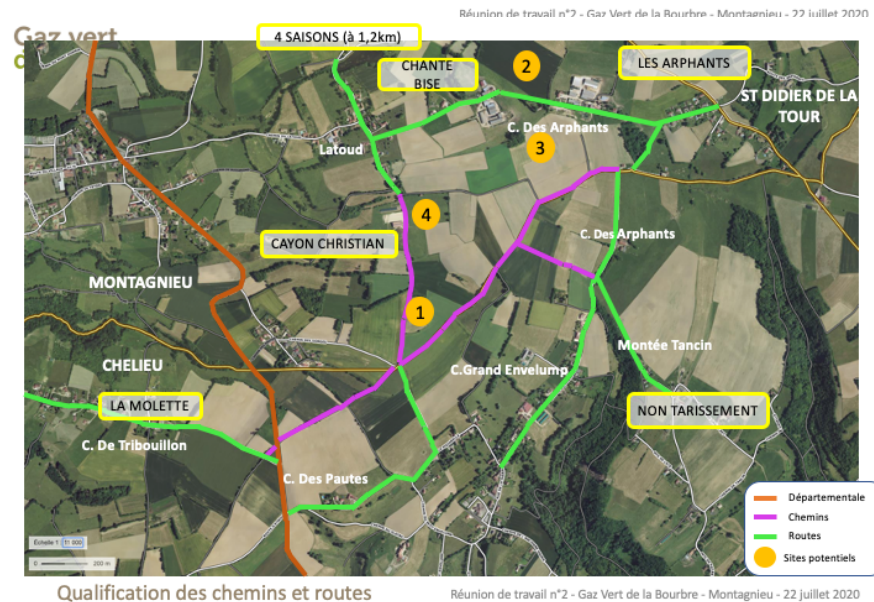 Réunion de travail n°2 - Gaz Vert de la Bourbre - Montagnieu - 22 juillet 2020
Gaz vert
4 SAISONS (à 1,2km)
CHANTE
BISE
2
LES ARPHANTS
ST DIDIER DE LA
TOUR
C. Des Arphants
Latoud
3
4
C. Des Arphants
CAYON CHRISTIAN
MONTAGNIEU
1
Montée Tancin
CHELIEU
C.Grand Envelump
LA MOLETTE
NON TARISSEMENT
C. De Tribouillon
C. Des Pautes
Départementale
Chemins
Routes
Sites potentiels
Échelle 1 : 11 000
0 200 m
Qualification des chemins et routes
Réunion de travail n°2 - Gaz Vert de la Bourbre - Montagnieu - 22 juillet 2020